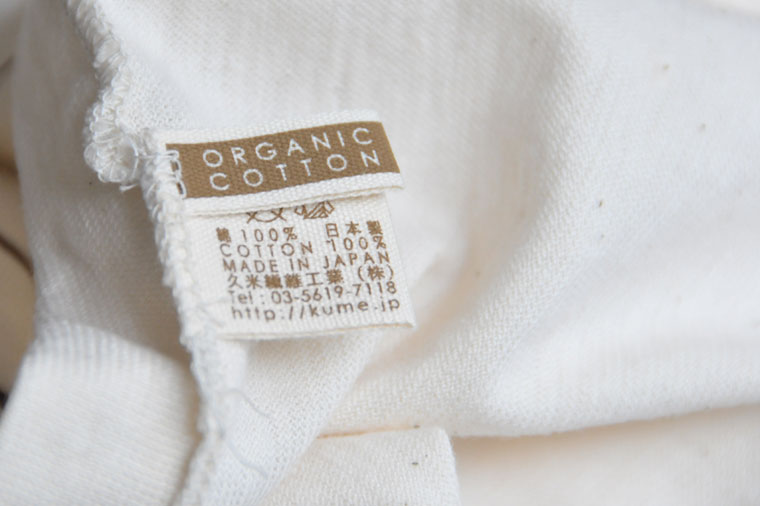 ORGANIC
COTTON
綿100% 日本製
COTTON 100%
MADE IN JAPAN
久米繊維工業(株)
Tel : 03-5619-7118
http://kume.jp